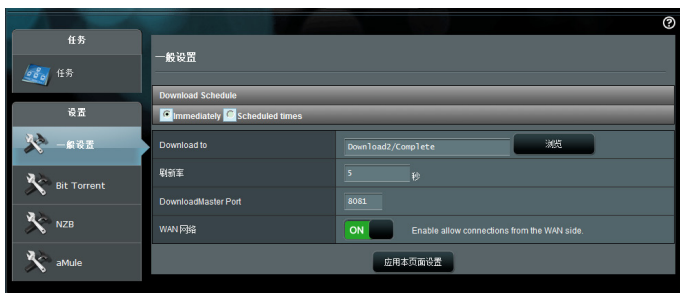 任务
任务
设置
一般设置
Bit Torrent
NZB
aMule
一般设置
Download Schedule
Immediately Scheduled times
Download to Download2/Complete 浏览
刷新率 5 秒
DownloadMaster Port 8081
WAN 网络 ON Enable allow connections from the WAN side.
应用本页面设置